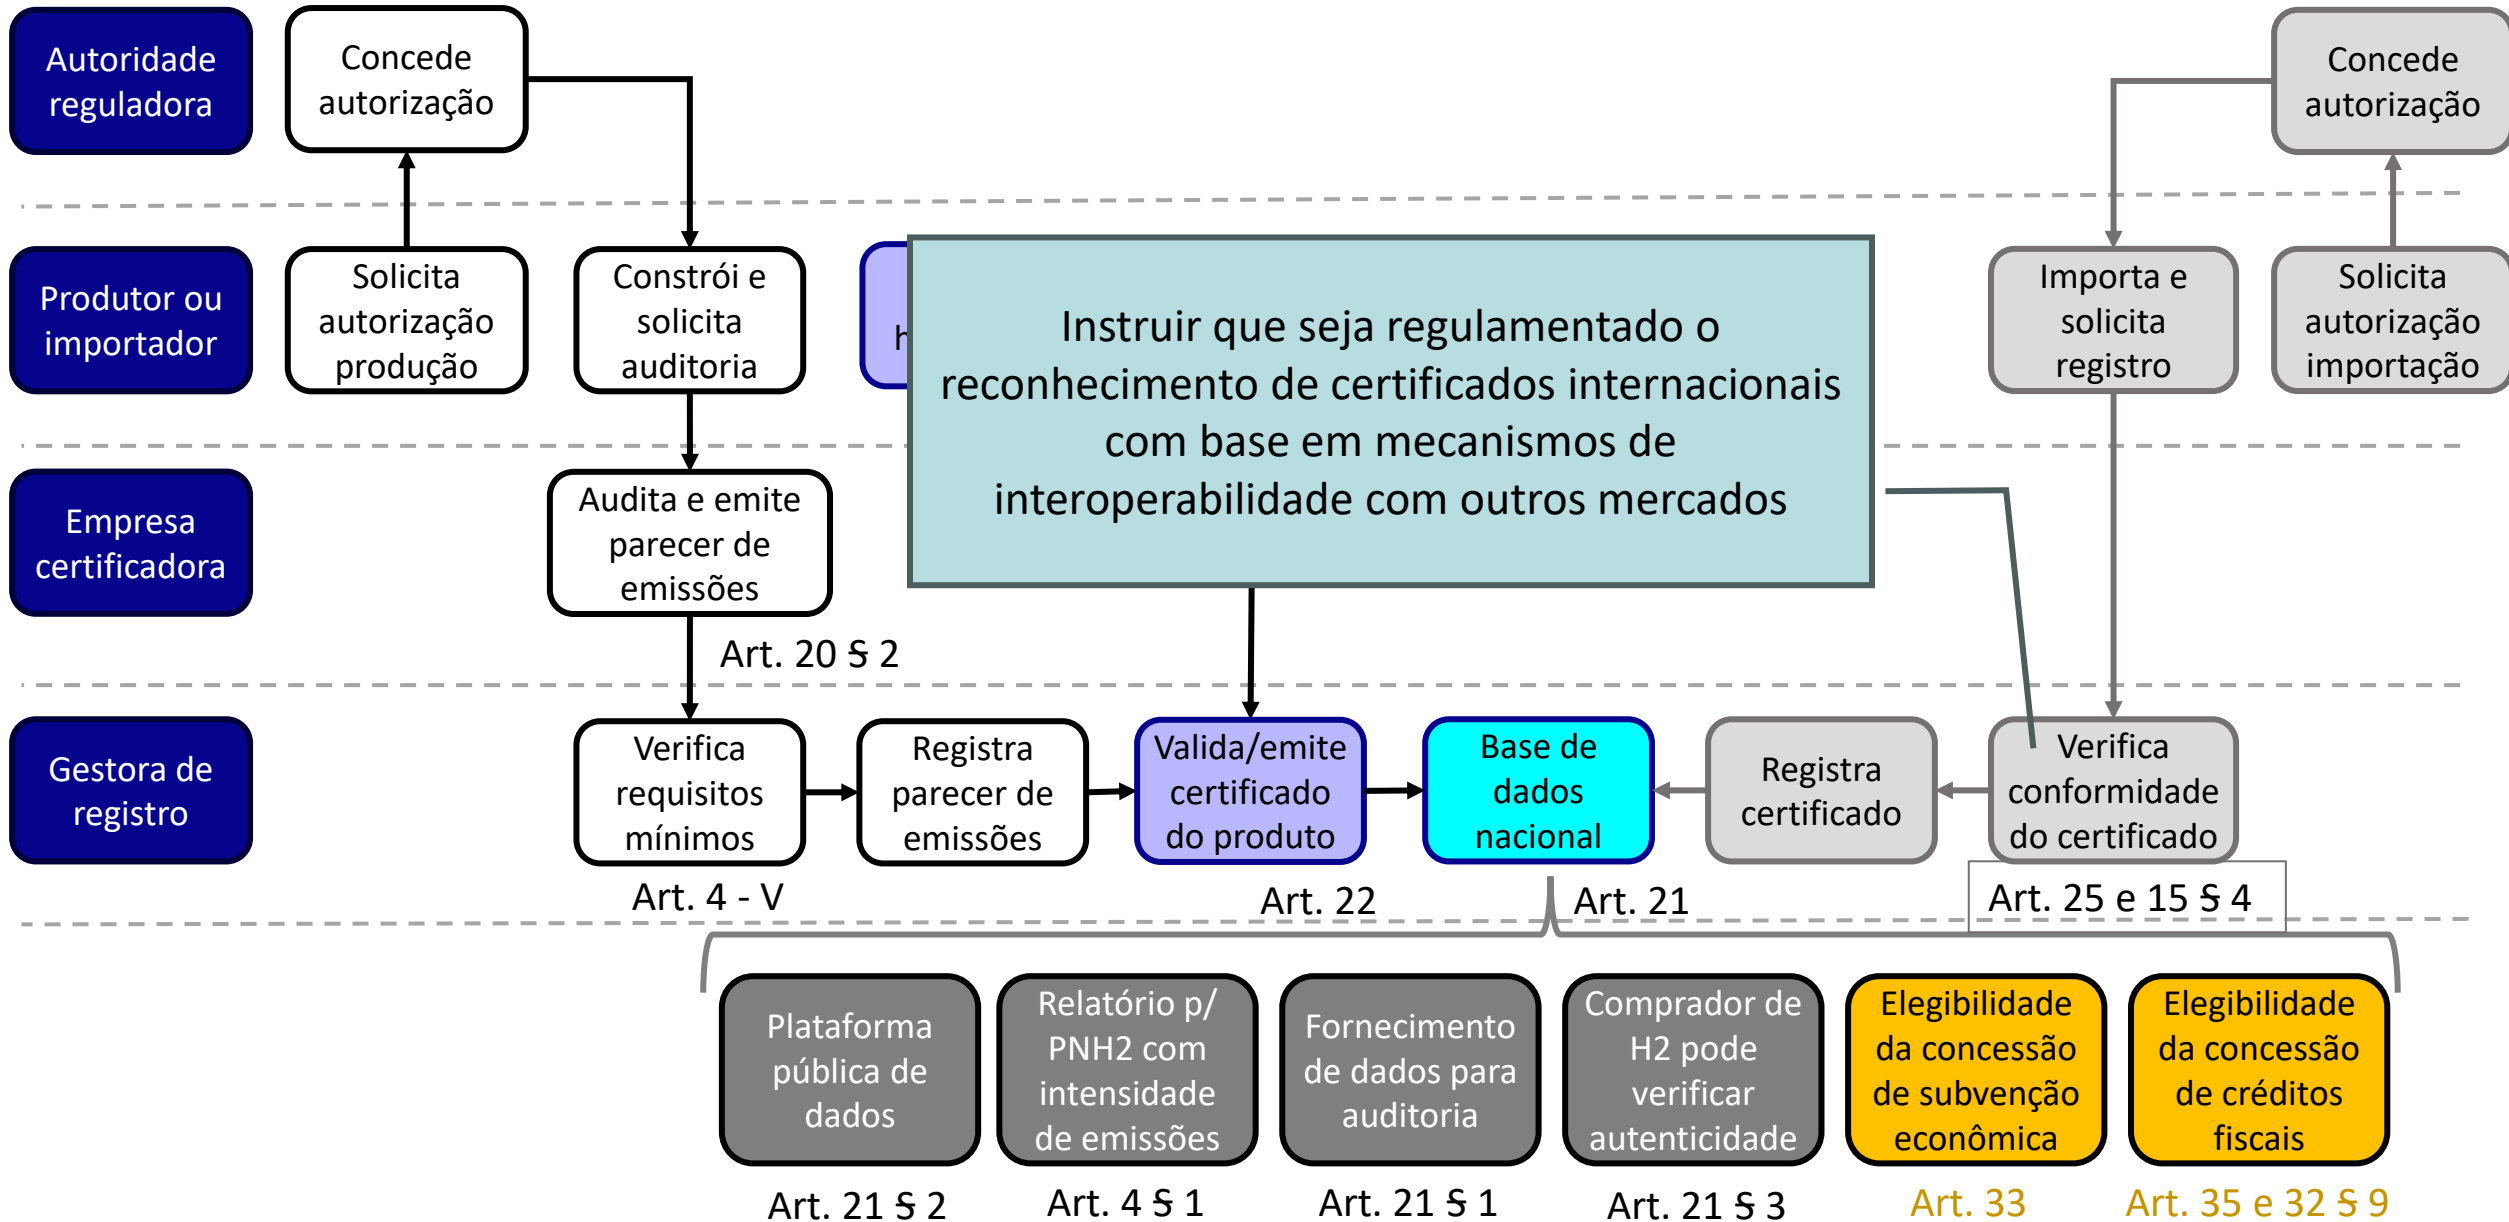 Autoridade
reguladora
Concede
autorização
Concede
autorização
Produtor ou
importador
Solicita
autorização
produção
Constrói e
solicita
auditoria
h
Instruir que seja regulamentado o
reconhecimento de certificados internacionais
com base em mecanismos de
interoperabilidade com outros mercados
Importa e
solicita
registro
Solicita
autorização
importação
Empresa
certificadora
Audita e emite
parecer de
emissões
Art. 20 § 2
Gestora de
registro
Verifica
requisitos
mínimos
Registra
parecer de
emissões
Valida/emite
certificado
do produto
Base de
dados
nacional
Registra
certificado
Verifica
conformidade
do certificado
Art. 4 - V
Art. 22
Art. 21
Art. 25 e 15 § 4
Plataforma
pública de
dados
Relatório p/
PNH2 com
intensidade
de emissões
Fornecimento
de dados para
auditoria
Comprador de
H2 pode
verificar
autenticidade
Elegibilidade
da concessão
de subvenção
econômica
Elegibilidade
da concessão
de créditos
fiscais
Art. 21 § 2
Art. 4 § 1
Art. 21 § 1
Art. 21 § 3
Art. 33
Art. 35 e 32 § 9